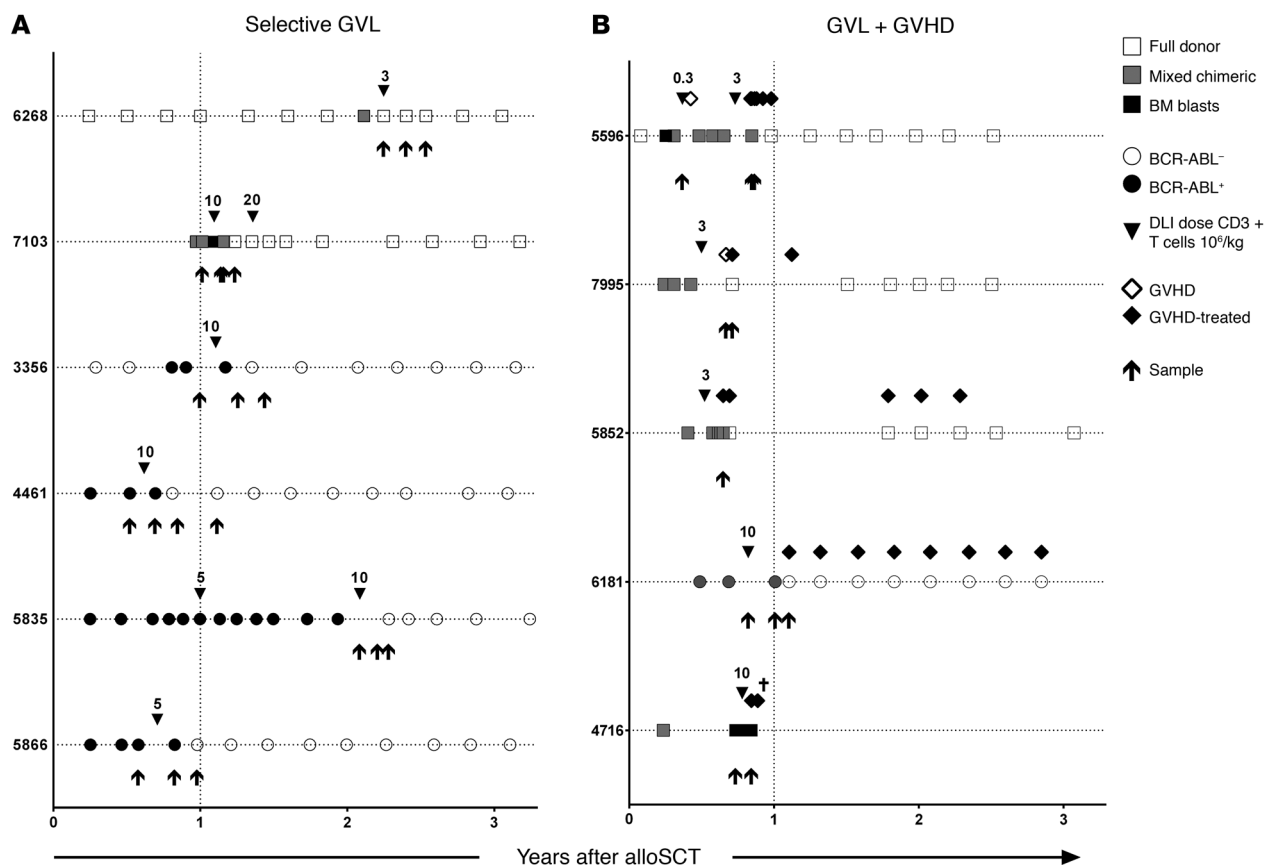 A
Selective GVL
3
6268
10 20
7103
10
3356
10
4461
5 10
5835
5
5866
0 1 2 3
B
GVL + GVHD
0.3 3
5596
3
7995
3
5852
10
6181
10
†
4716
0 1 2 3
Full donor
Mixed chimeric
BM blasts
BCR-ABL⁻
BCR-ABL⁺
DLI dose CD3 +
T cells 10⁶/kg
GVHD
GVHD-treated
Sample
Years after alloSCT